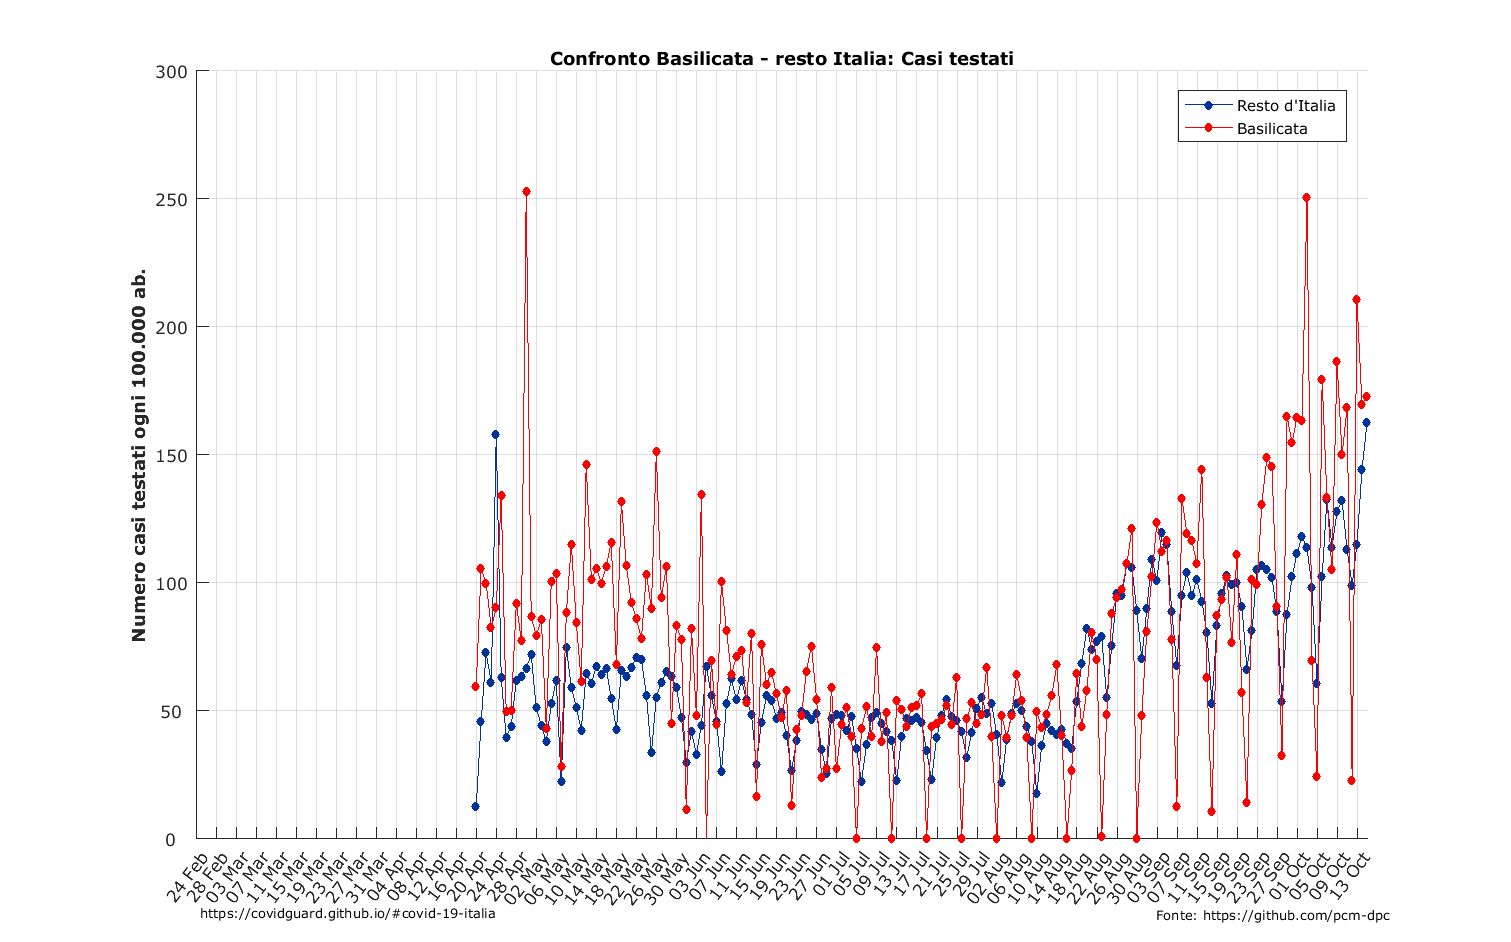 Confronto Basilicata - resto Italia: Casi testati
Resto d'Italia
Basilicata
Numero casi testati ogni 100.000 ab.
300
250
200
150
100
50
0
24 Feb
28 Feb
03 Mar
07 Mar
11 Mar
15 Mar
19 Mar
23 Mar
27 Mar
31 Mar
04 Apr
08 Apr
12 Apr
16 Apr
20 Apr
24 Apr
28 Apr
02 May
06 May
10 May
14 May
18 May
22 May
26 May
30 May
03 Jun
07 Jun
11 Jun
15 Jun
19 Jun
23 Jun
27 Jun
01 Jul
05 Jul
09 Jul
13 Jul
17 Jul
21 Jul
25 Jul
29 Jul
02 Aug
06 Aug
10 Aug
14 Aug
18 Aug
22 Aug
26 Aug
30 Aug
03 Sep
07 Sep
11 Sep
15 Sep
19 Sep
23 Sep
27 Sep
01 Oct
05 Oct
09 Oct
13 Oct
https://covidguard.github.io/#covid-19-italia
Fonte: https://github.com/pcm-dpc